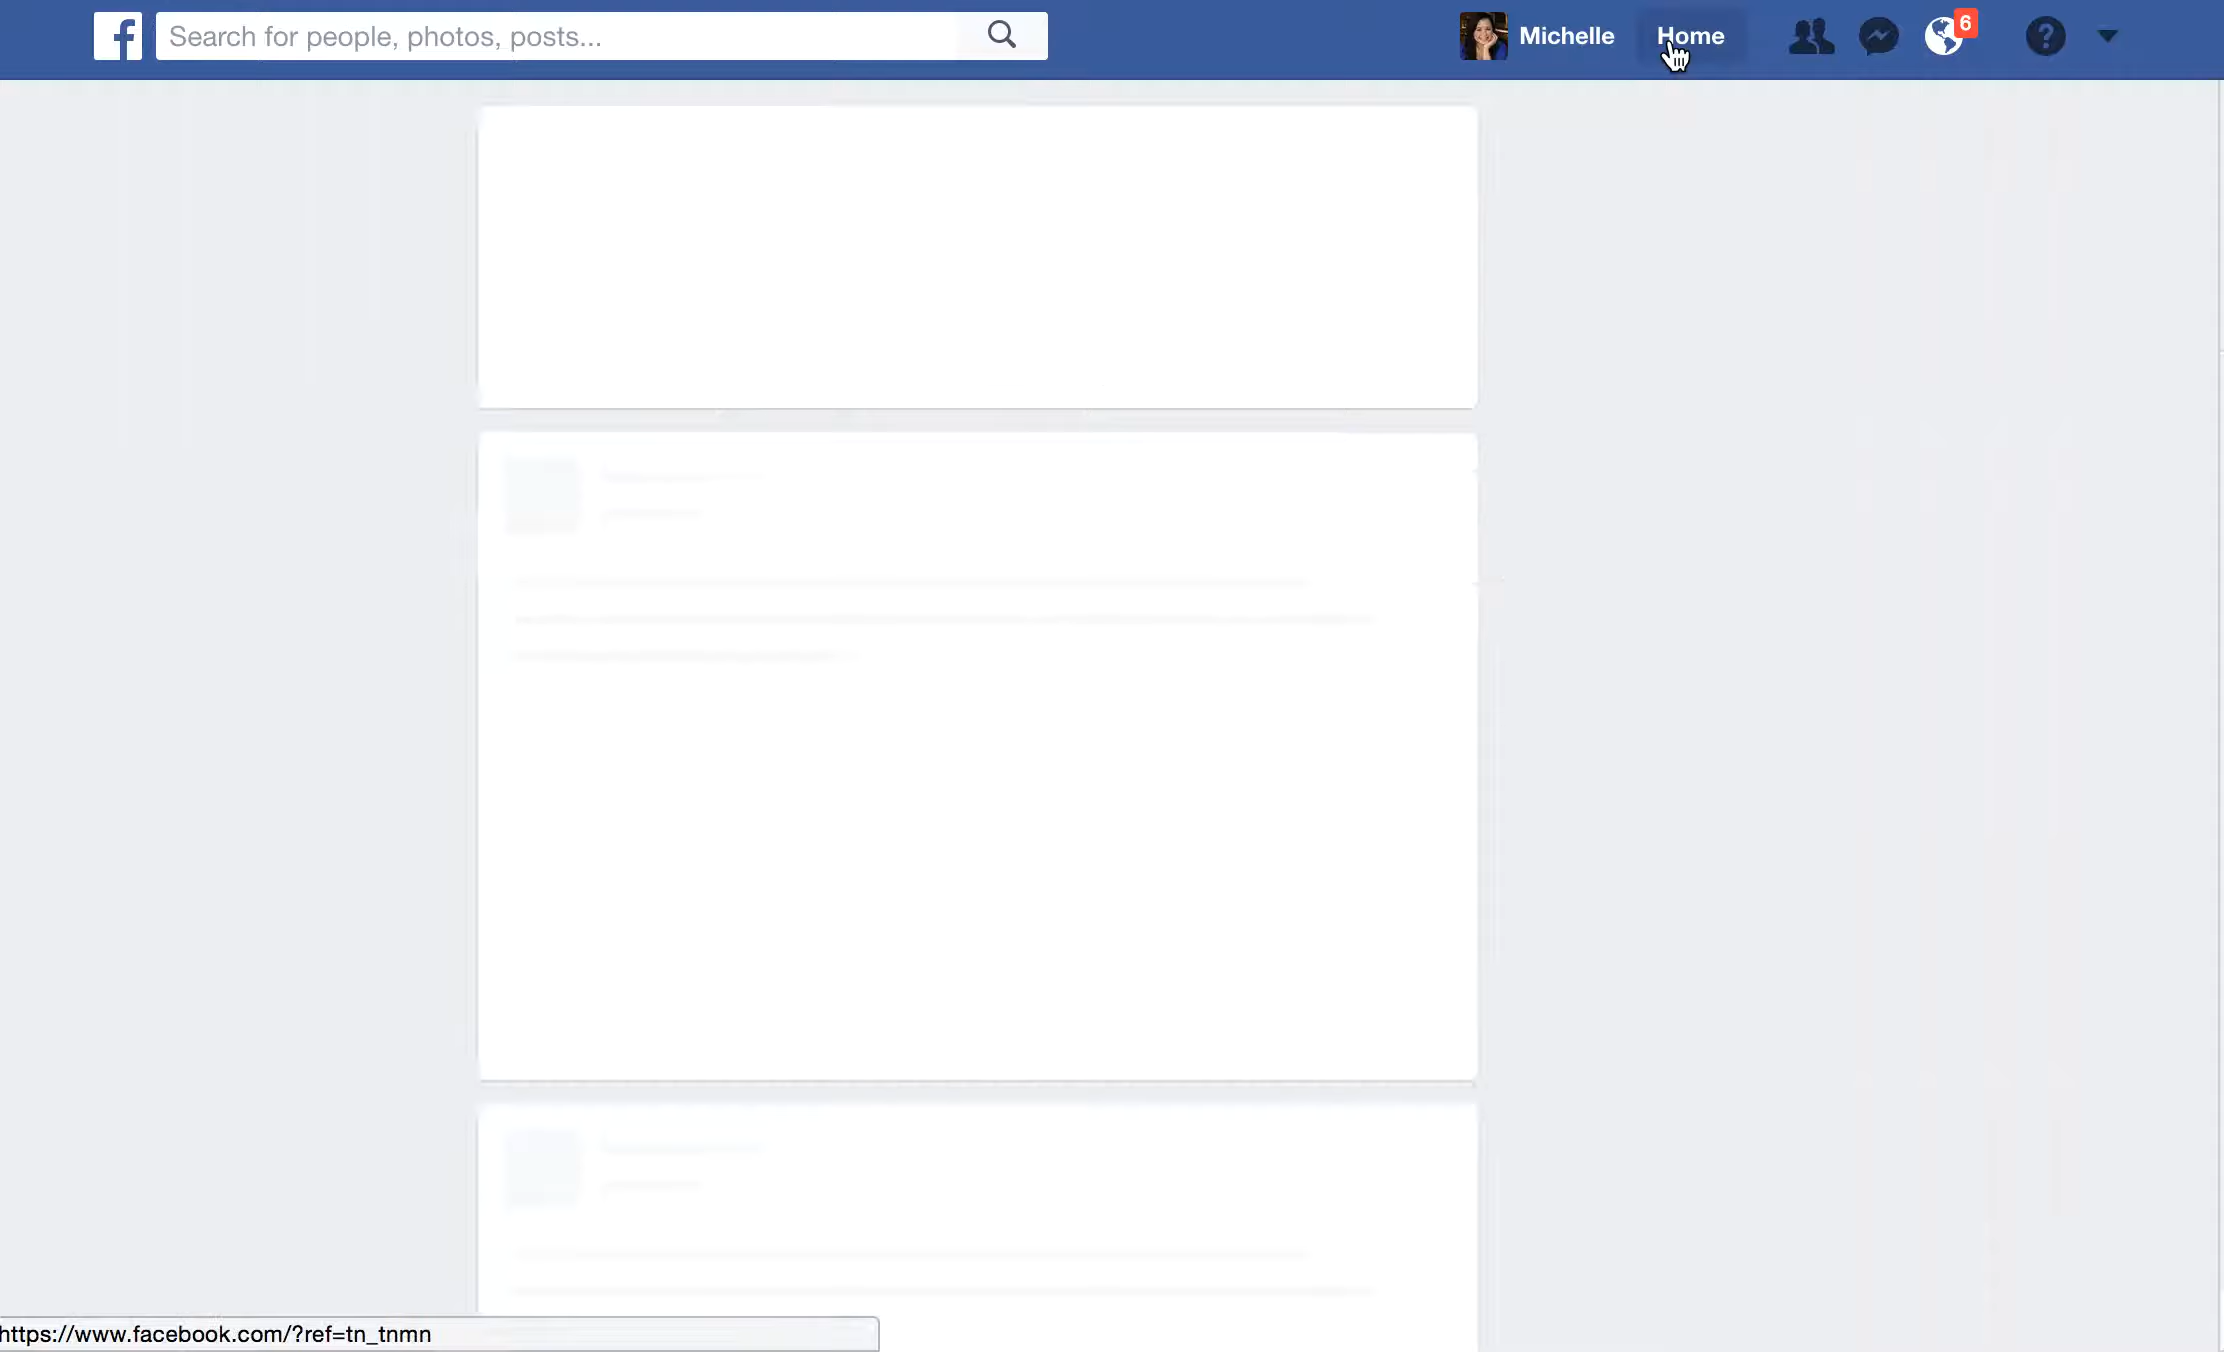 f
Search for people, photos, posts...
Michelle
Home
6
?
https://www.facebook.com/?ref=tn_tnmn